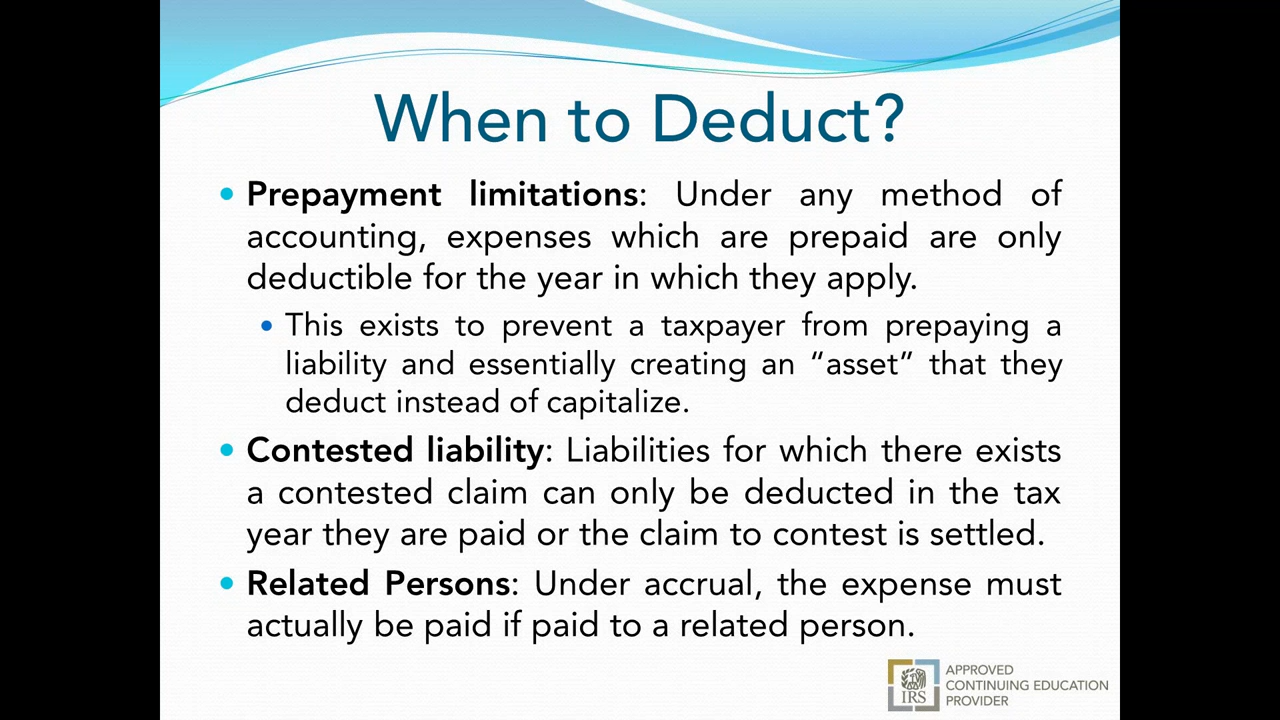 When to Deduct?
• Prepayment limitations: Under any method of
accounting, expenses which are prepaid are only
deductible for the year in which they apply.
• This exists to prevent a taxpayer from prepaying a
liability and essentially creating an “asset” that they
deduct instead of capitalize.
• Contested liability: Liabilities for which there exists
a contested claim can only be deducted in the tax
year they are paid or the claim to contest is settled.
• Related Persons: Under accrual, the expense must
actually be paid if paid to a related person.
IRS
APPROVED
CONTINUING EDUCATION
PROVIDER